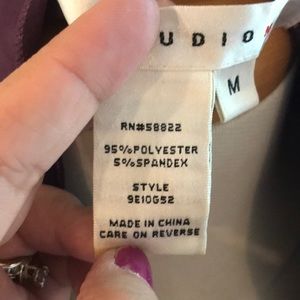 UDIO
M
RN#58822
95%POLYESTER
5%SPANDEX
STYLE
9E10G52
MADE IN CHINA
CARE ON REVERSE